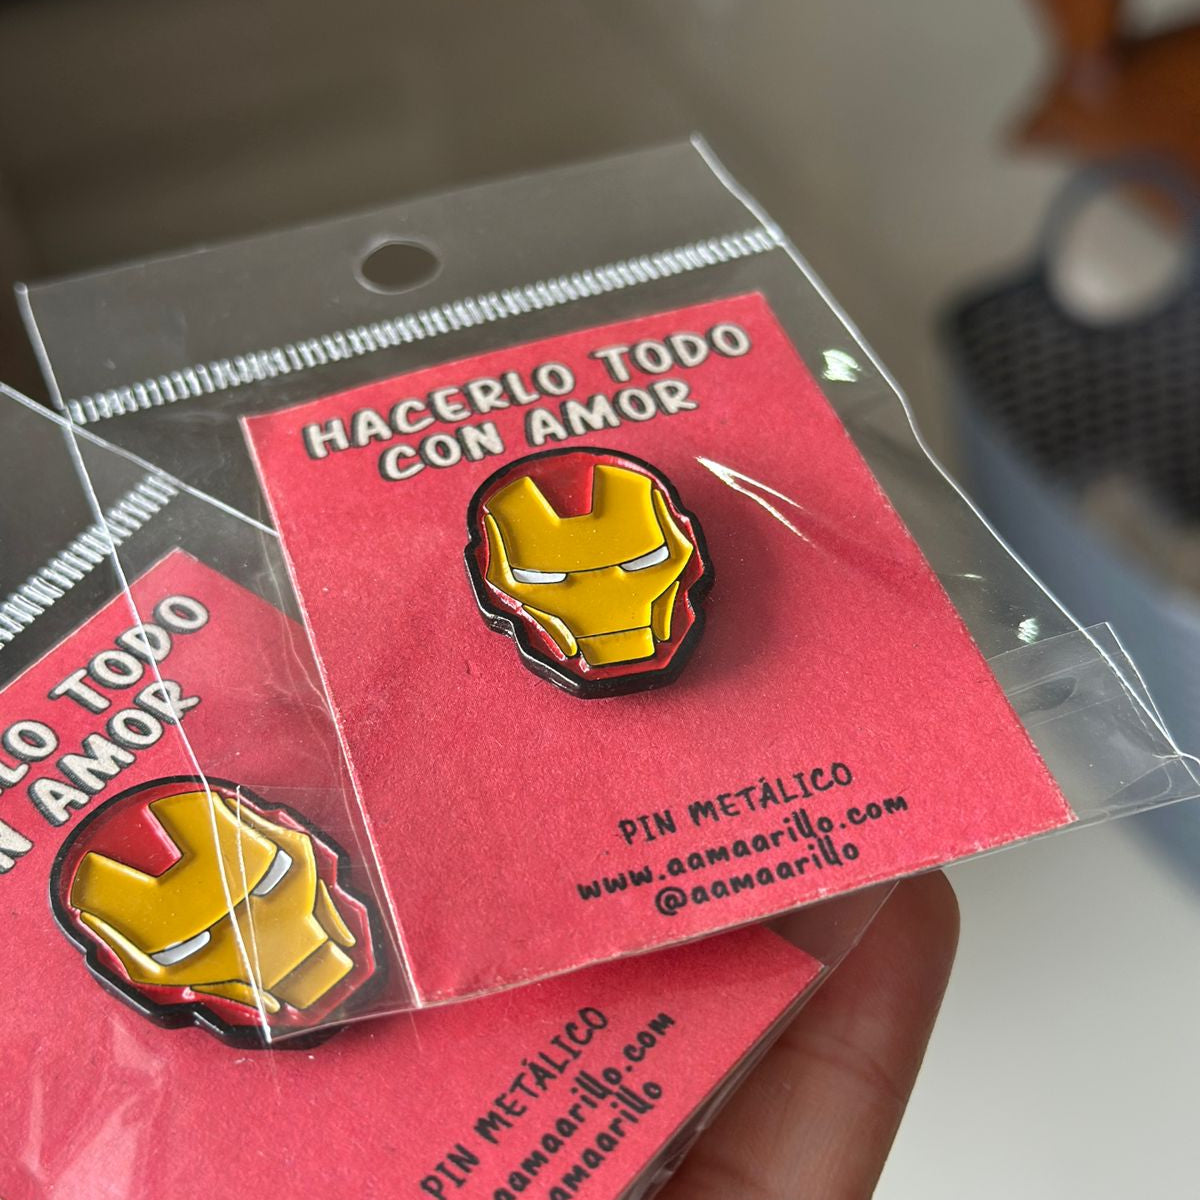 HACERLO TODO
CON AMOR
PIN METÁLICO
www.aamaarillo.com
@aamaarillo
LO TODO
N AMOR
PIN METÁLICO
aamaarillo.com
amaarillo